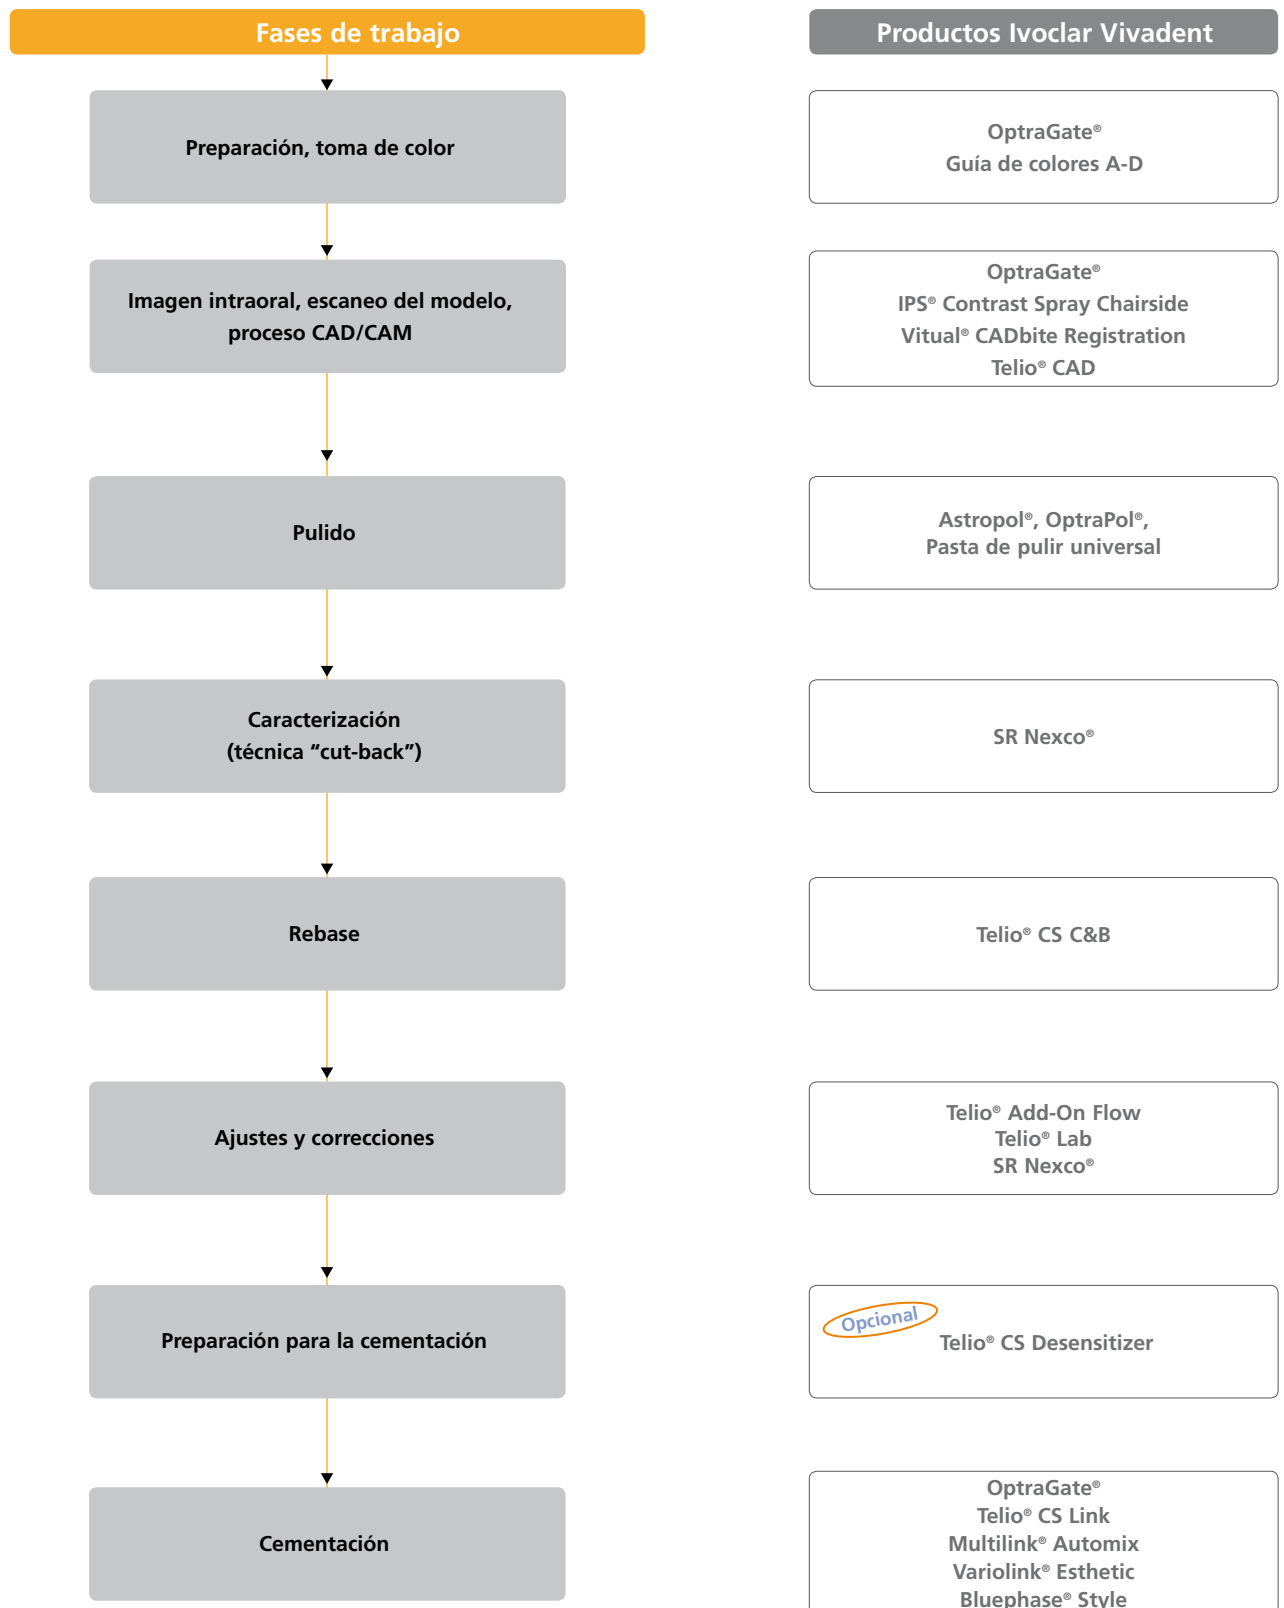 Fases de trabajo
Productos Ivoclar Vivadent
Preparación, toma de color
OptraGate®
Guía de colores A-D
Imagen intraoral, escaneo del modelo,
proceso CAD/CAM
OptraGate®
IPS® Contrast Spray Chairside
Vitual® CADbite Registration
Telio® CAD
Pulido
Astropol®, OptraPol®,
Pasta de pulir universal
Caracterización
(técnica “cut-back”)
SR Nexco®
Rebase
Telio® CS C&B
Ajustes y correcciones
Telio® Add-On Flow
Telio® Lab
SR Nexco®
Preparación para la cementación
Opcional
Telio® CS Desensitizer
Cementación
OptraGate®
Telio® CS Link
Multilink® Automix
Variolink® Esthetic
Bluephase® Style